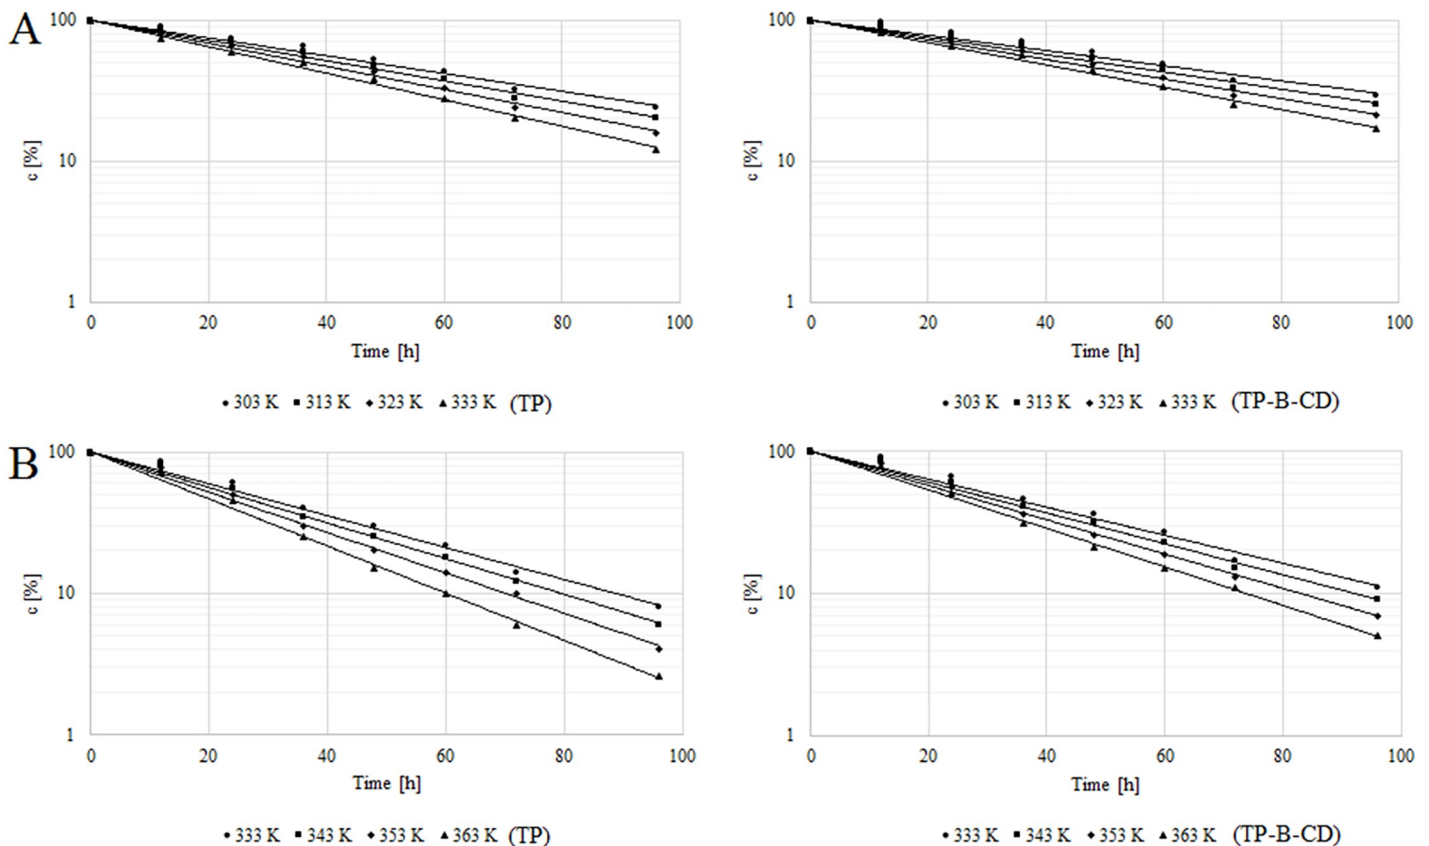 A
100
10
1
c [%]
0 20 40 60 80 100
Time [h]
303 K 313 K 323 K 333 K (TP)
100
10
1
c [%]
0 20 40 60 80 100
Time [h]
303 K 313 K 323 K 333 K (TP-B-CD)
B
100
10
1
c [%]
0 20 40 60 80 100
Time [h]
333 K 343 K 353 K 363 K (TP)
100
10
1
c [%]
0 20 40 60 80 100
Time [h]
333 K 343 K 353 K 363 K (TP-B-CD)